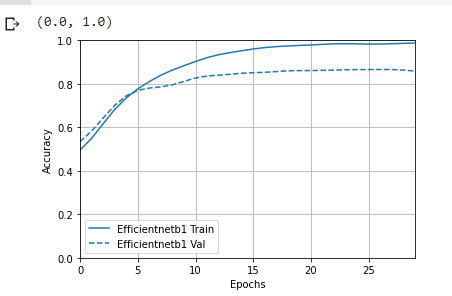 (0.0, 1.0)
1.0
0.8
0.6
0.4
0.2
0.0
Accuracy
Efficientnetb1 Train
Efficientnetb1 Val
0 5 10 15 20 25
Epochs